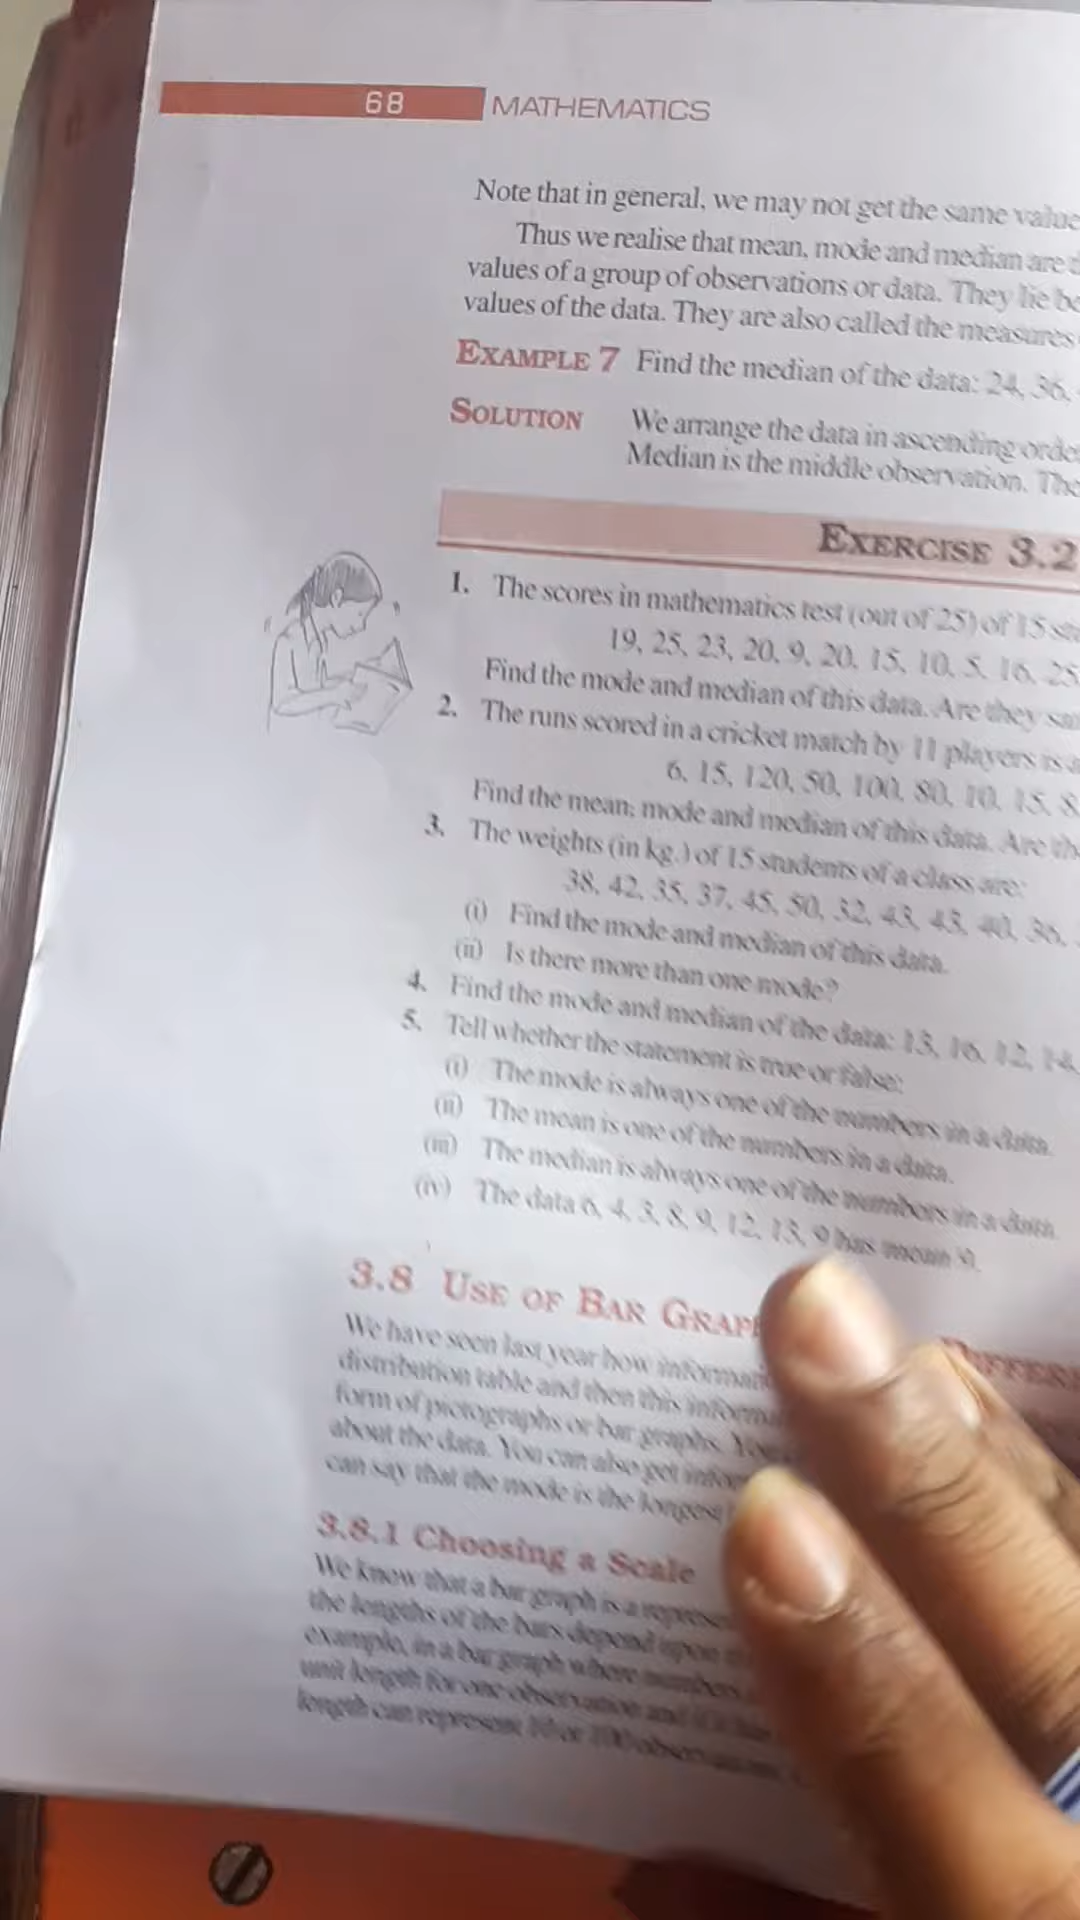 68 MATHEMATICS
Note that in general, we may not get the same value
Thus we realise that mean, mode and median are
values of a group of observations or data. They lie
values of the data. They are also called the measures
EXAMPLE 7 Find the median of the data: 24, 36,
SOLUTION We arrange the data in ascending
Median is the middle observation.
EXERCISE 3.2
1. The scores in mathematics test (out of 25) of 15
19, 25, 23, 20, 9, 20, 15, 10, 5, 16, 25
Find the mode and median of this data. Are they
2. The runs scored in a cricket match by 11 players is
6, 15, 120, 50, 100, 80, 10, 15, 8
Find the mean, mode and median of this data. Are
3. The weights (in kg.) of 15 students of a class are:
38, 42, 35, 37, 45, 50, 32, 43, 43, 40, 36,
(i) Find the mode and median of this data.
(ii) Is there more than one mode?
4. Find the mode and median of the data: 13, 16, 12, 14,
5. Tell whether the statement is true or false:
(i) The mode is always one of the numbers in a data.
(ii) The mean is one of the numbers in a data.
(iii) The median is always one of the numbers in a data.
(iv) The data 6, 4, 3, 8, 9, 12, 13, 9 has mean 9.
3.8 USE OF BAR
We have seen last year how
distribution table and then this
form of pictographs or bar graphs.
about the data. You can also get
can say that the mode is the longest
3.8.1 Choosing a Scale
We know that a bar graph is a
the lengths of the bars depend upon
example, in a bar graph where numbers
unit length for one observation and
length can represent 10 or 100